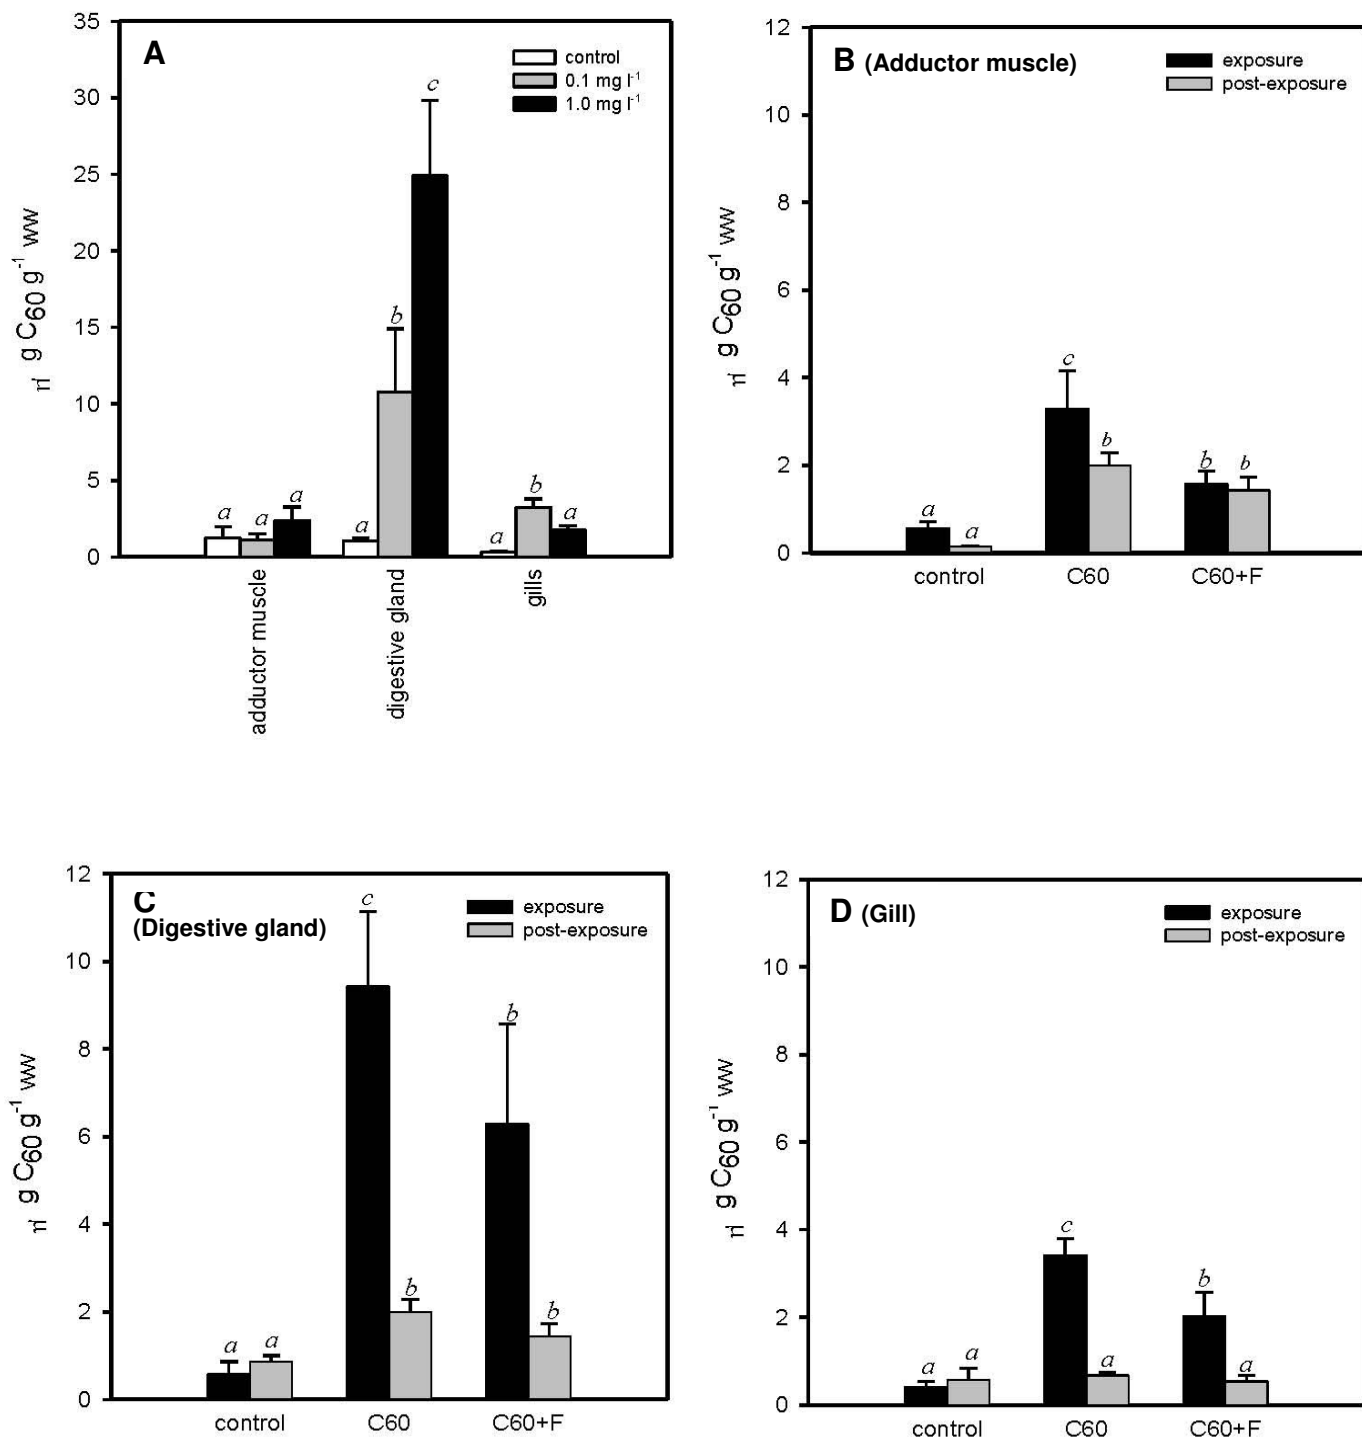 A
control
0.1 mg l⁻¹
1.0 mg l⁻¹
35
30
25
20
15
10
5
0
g C60 g⁻¹ ww
a
a
a
a
b
c
a
b
a
adductor muscle
digestive gland
gills
B (Adductor muscle)
exposure
post-exposure
12
10
8
6
4
2
0
g C60 g⁻¹ ww
a
a
c
b
b
b
control
C60
C60+F
C
(Digestive gland)
exposure
post-exposure
12
10
8
6
4
2
0
g C60 g⁻¹ ww
a
a
c
b
b
b
control
C60
C60+F
D (Gill)
exposure
post-exposure
12
10
8
6
4
2
0
g C60 g⁻¹ ww
a
a
c
a
b
a
control
C60
C60+F